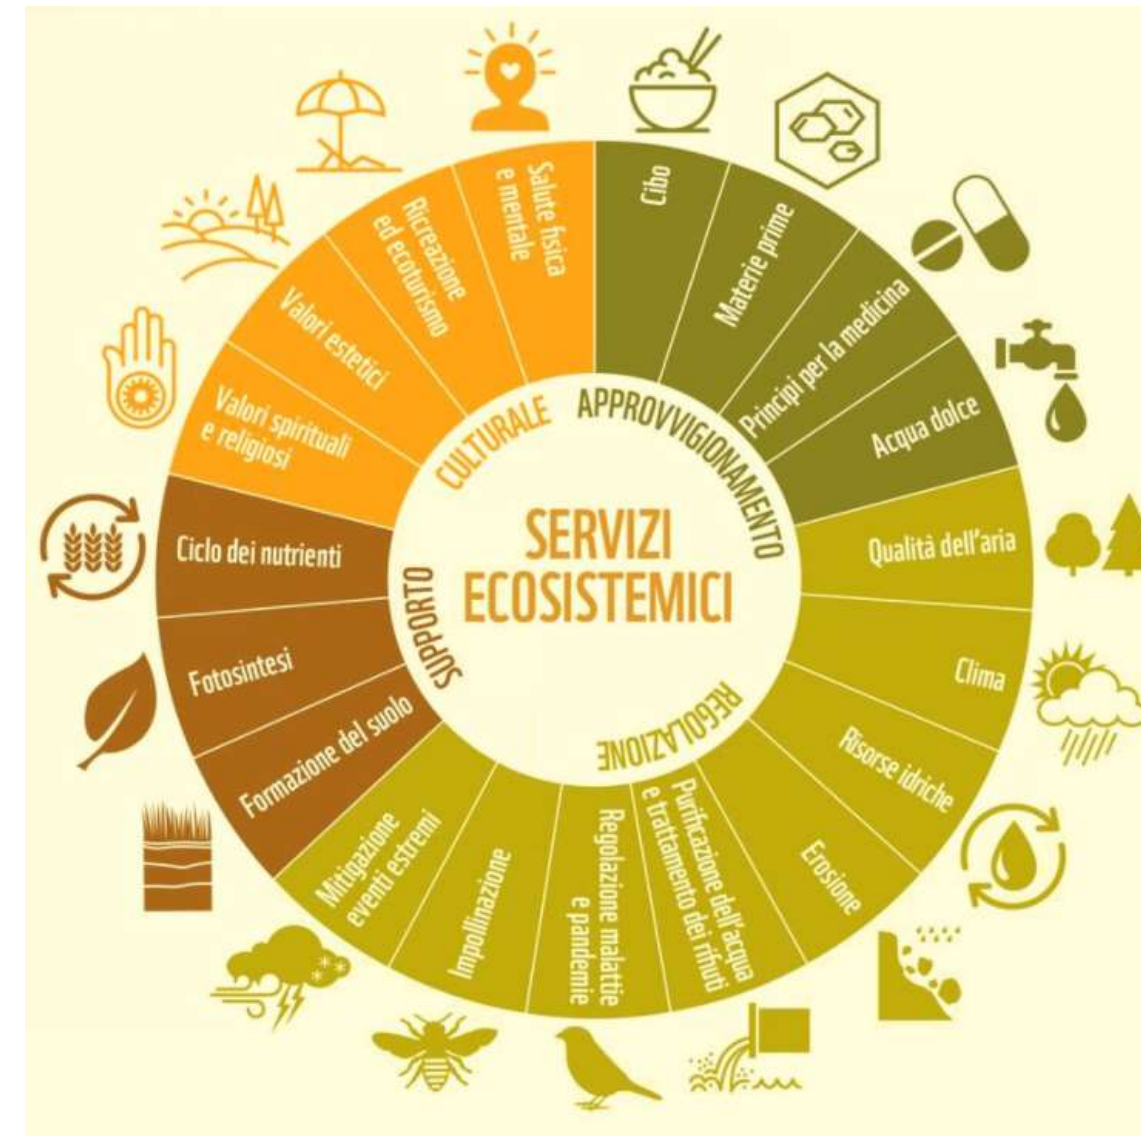 SERVIZI
ECOSISTEMICI
APPROVVIGIONAMENTO
Cibo
Materie prime
Principi per la medicina
Acqua dolce
REGOLAZIONE
Qualità dell'aria
Clima
Risorse idriche
Erosione
Purificazione dell'acqua
e trattamento dei rifiuti
Regolazione malattie
e pandemie
Impollinazione
Mitigazione
eventi estremi
SUPPORTO
Formazione del suolo
Fotosintesi
Ciclo dei nutrienti
CULTURALE
Valori spirituali
e religiosi
Valori estetici
Ricreazione
ed ecoturismo
Salute fisica
e mentale